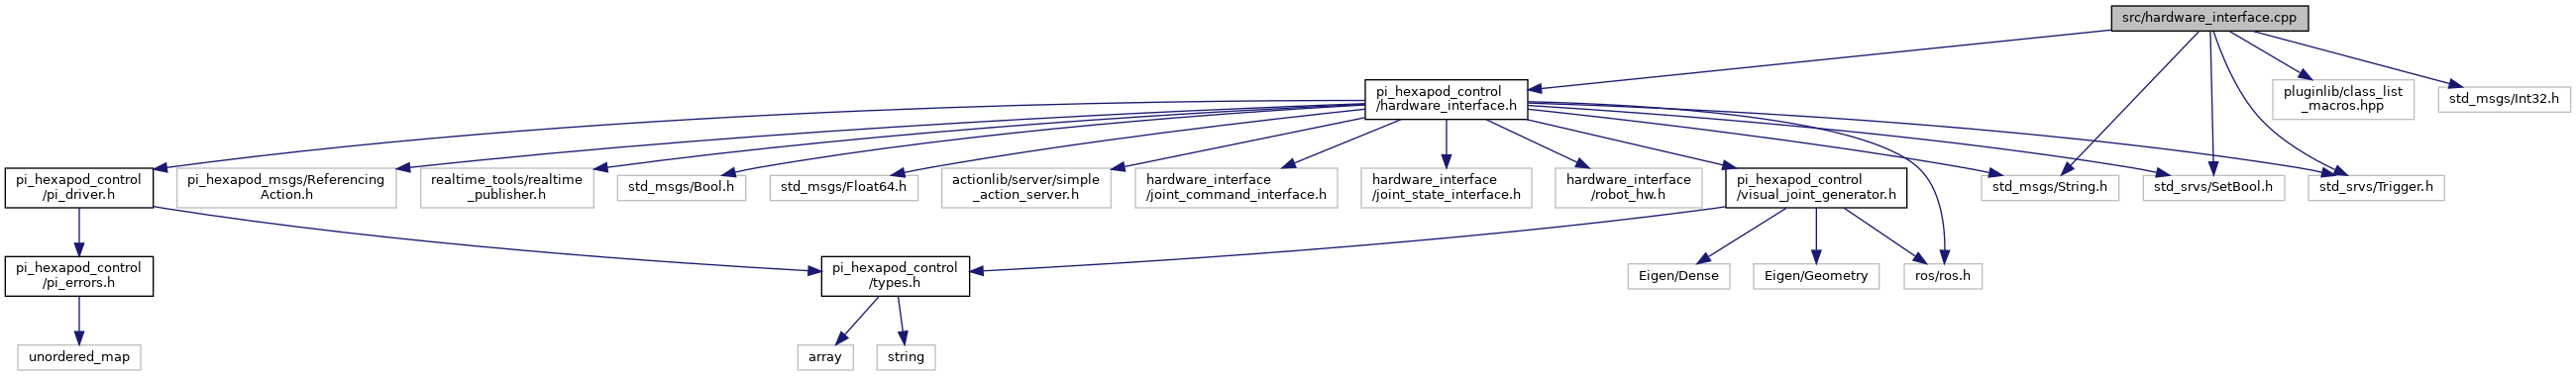 src/hardware_interface.cpp
pi_hexapod_control
/hardware_interface.h
pluginlib/class_list
_macros.hpp
std_msgs/Int32.h
pi_hexapod_control
/pi_driver.h
pi_hexapod_msgs/Referencing
Action.h
realtime_tools/realtime
_publisher.h
std_msgs/Bool.h
std_msgs/Float64.h
actionlib/server/simple
_action_server.h
hardware_interface
/joint_command_interface.h
hardware_interface
/joint_state_interface.h
hardware_interface
/robot_hw.h
pi_hexapod_control
/visual_joint_generator.h
std_msgs/String.h
std_srvs/SetBool.h
std_srvs/Trigger.h
pi_hexapod_control
/pi_errors.h
pi_hexapod_control
/types.h
Eigen/Dense
Eigen/Geometry
ros/ros.h
unordered_map
array
string